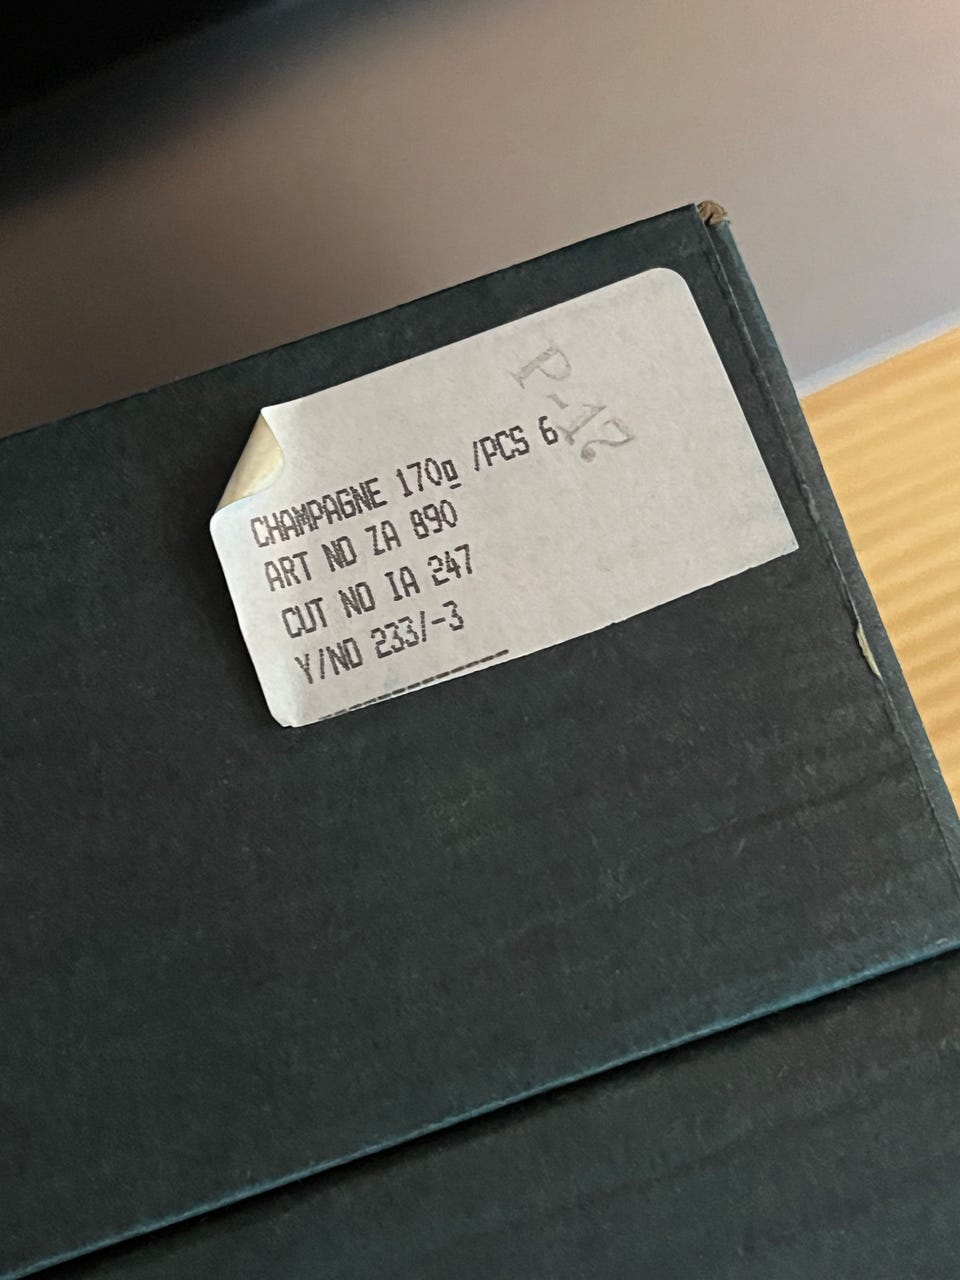 P-12
CHAMPAGNE 170g /PCS 6
ART NO ZA 890
CUT NO IA 247
Y/NO 233/-3